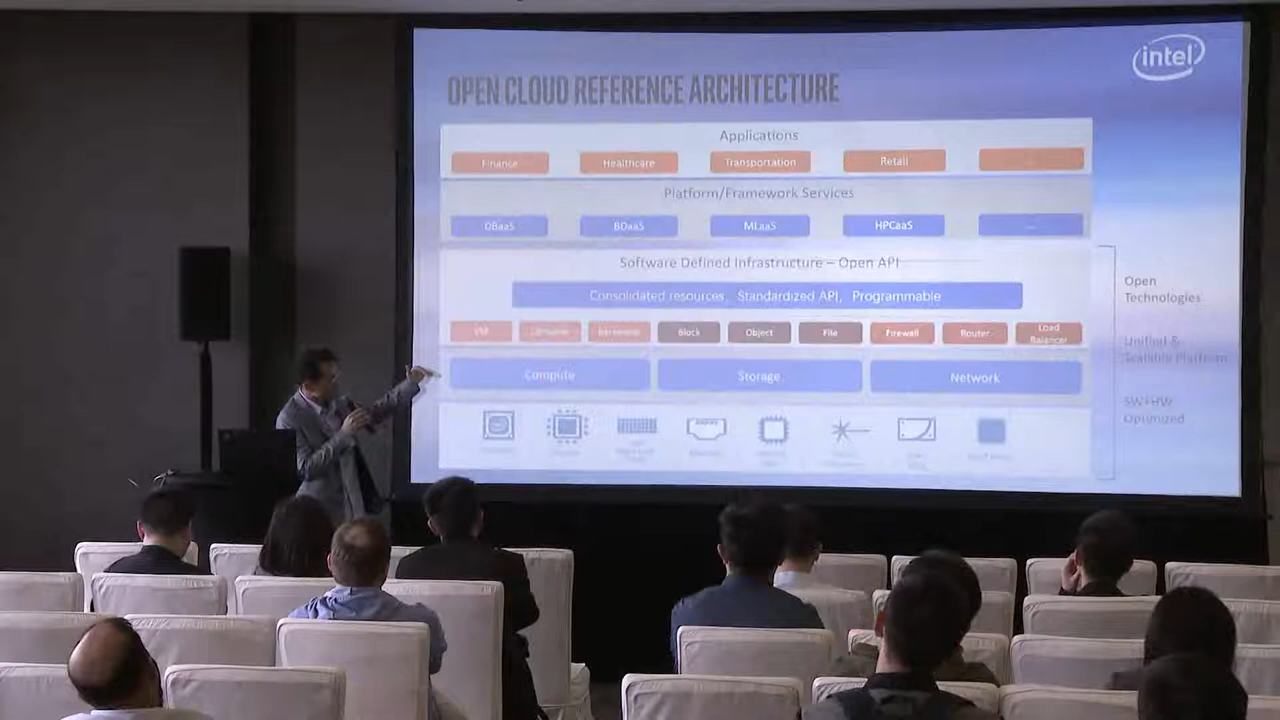 intel
OPEN CLOUD REFERENCE ARCHITECTURE
Applications
Finance
Healthcare
Transportation
Retail
...
Platform/Framework Services
DBaaS
BDaaS
MLaaS
HPCaaS
...
Software Defined Infrastructure – Open API
Consolidated resources, Standardized API, Programmable
VM
Container
Baremetal
Block
Object
File
Firewall
Router
Load
Balancer
Compute
Storage
Network
Open
Technologies
Unified &
Scalable Platform
SW+HW
Optimized